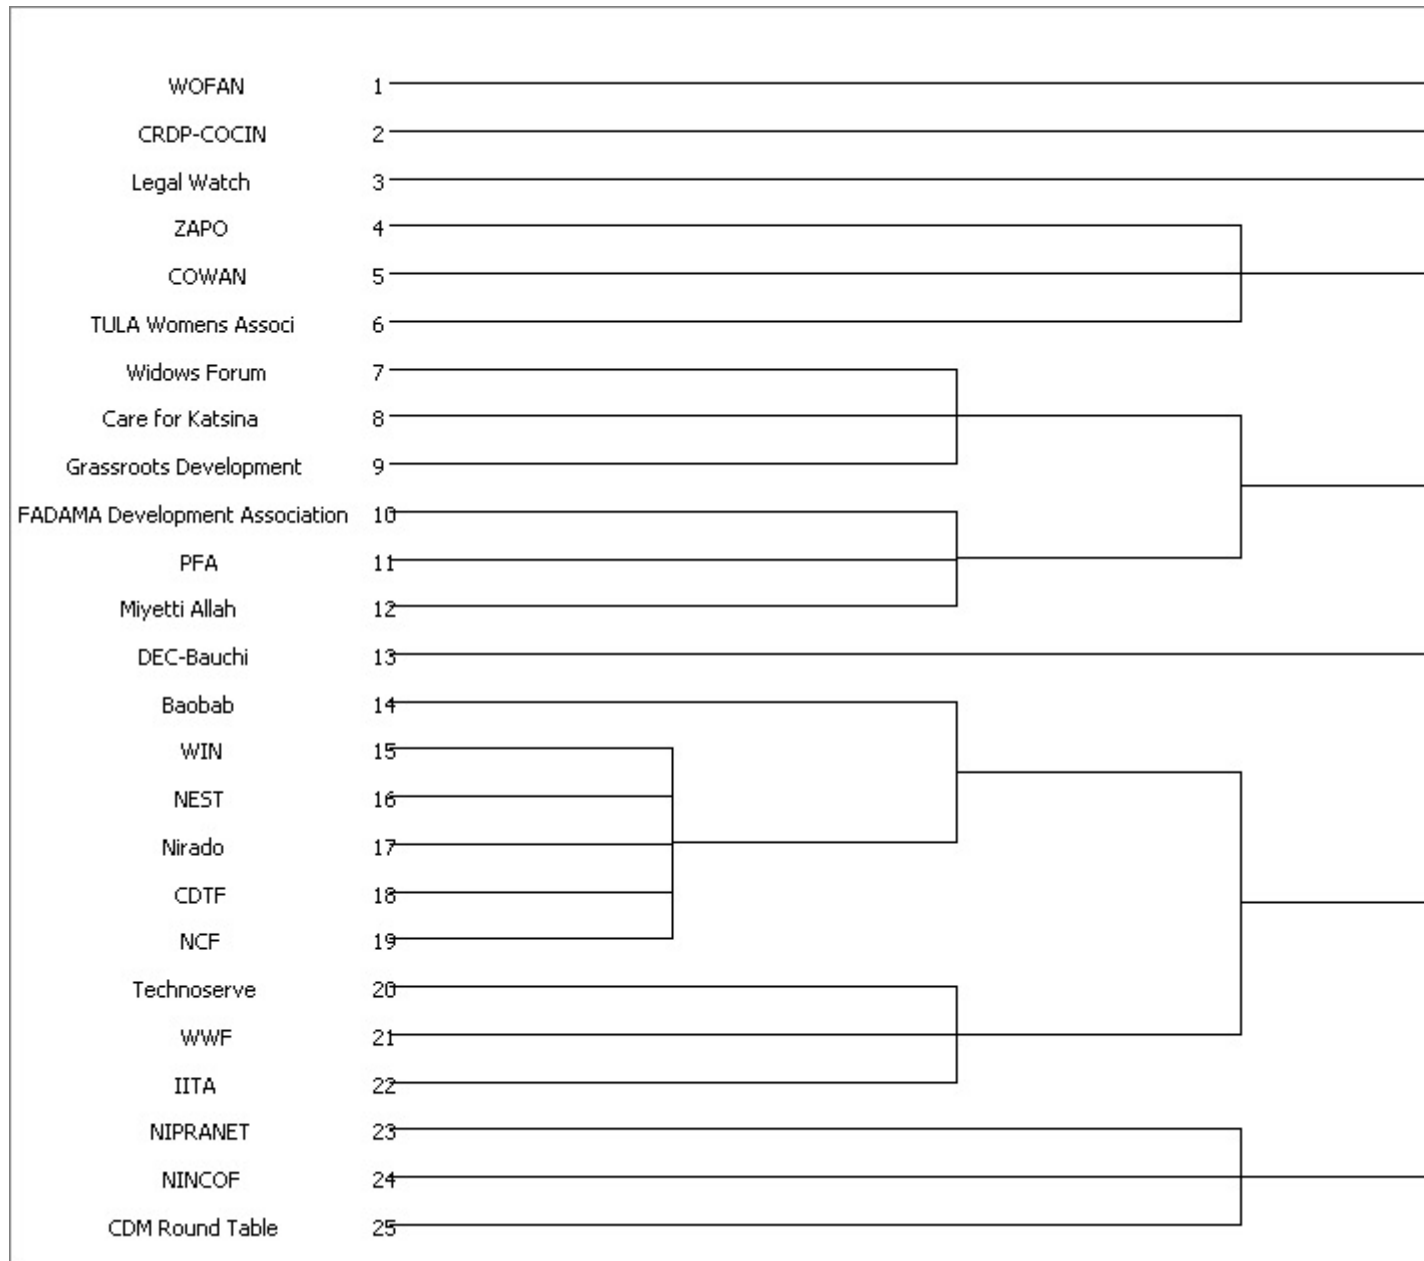 WOFAN 1
CRDP-COCIN 2
Legal Watch 3
ZAPO 4
COWAN 5
TULA Womens Associ 6
Widows Forum 7
Care for Katsina 8
Grassroots Development 9
FADAMA Development Association 10
PFA 11
Miyetti Allah 12
DEC-Bauchi 13
Baobab 14
WIN 15
NEST 16
Nirado 17
CDTF 18
NCF 19
Technoserve 20
WWF 21
IITA 22
NIPRANET 23
NINCOF 24
CDM Round Table 25